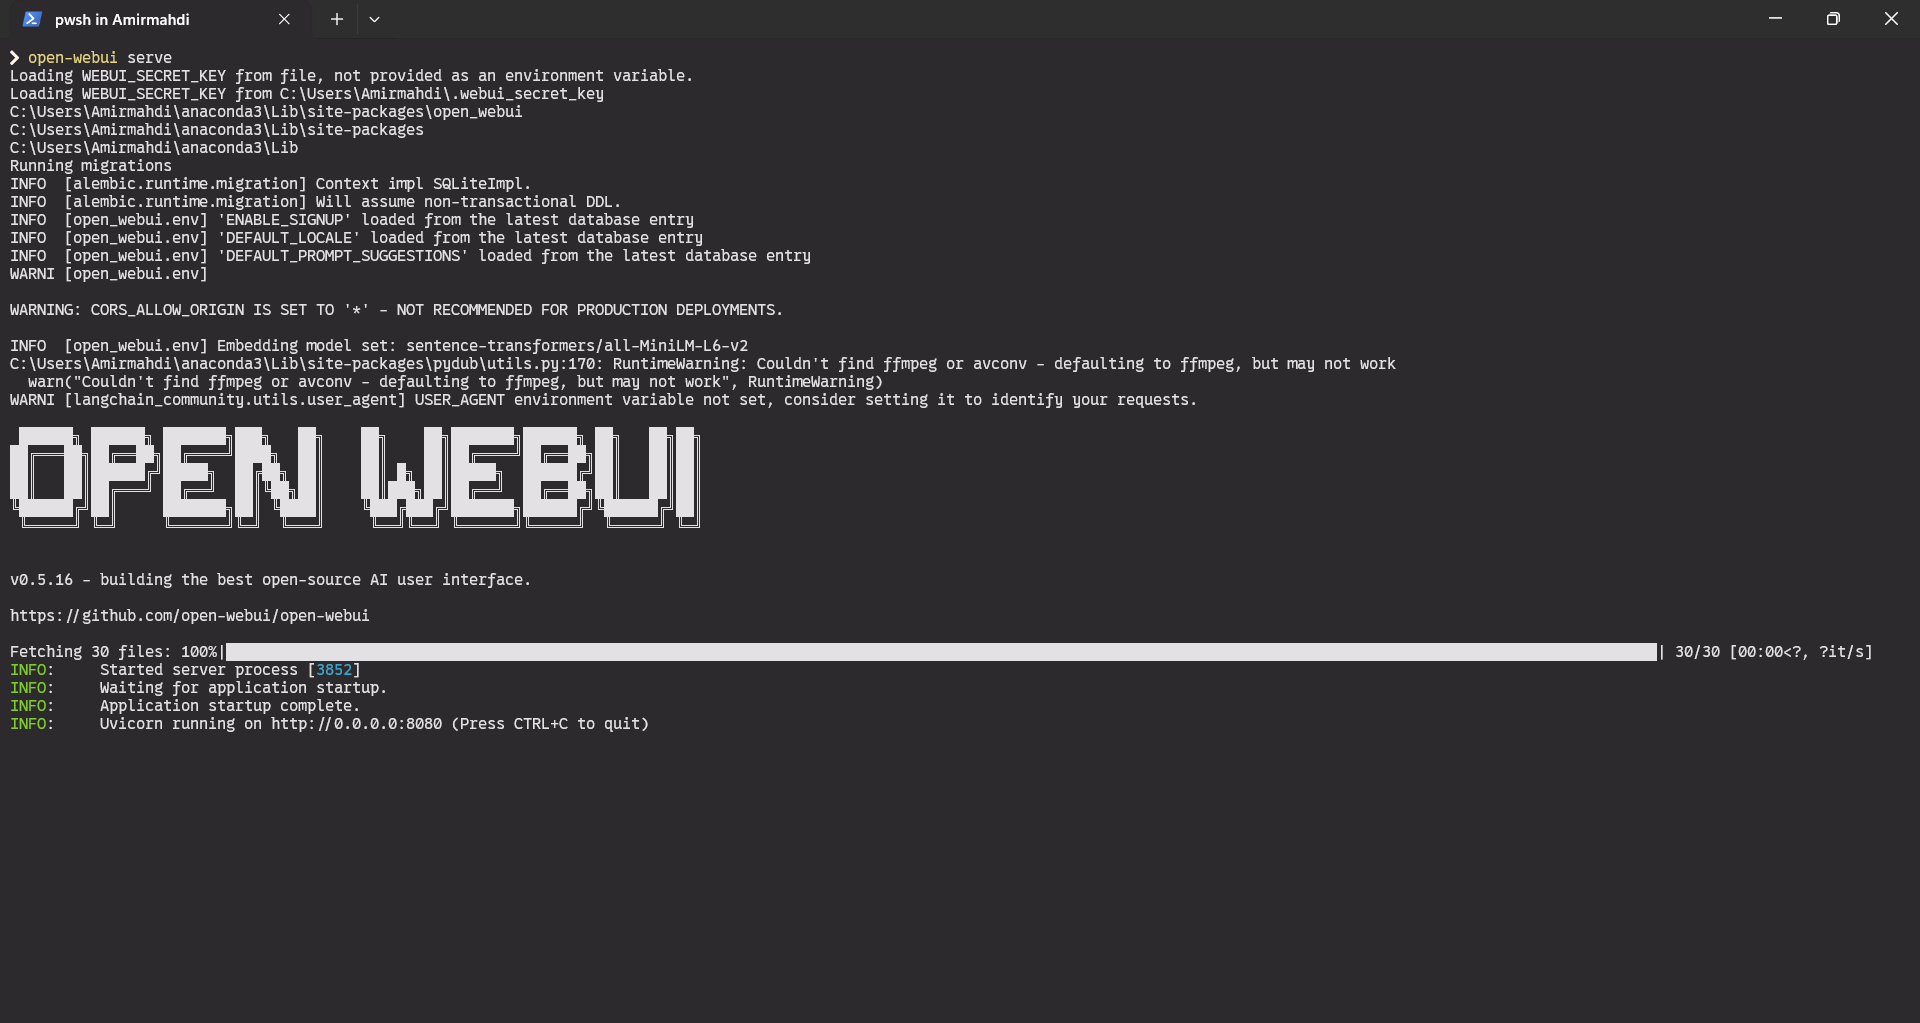 pwsh in Amirmahdi
❯ open-webui serve
Loading WEBUI_SECRET_KEY from file, not provided as an environment variable.
Loading WEBUI_SECRET_KEY from C:\Users\Amirmahdi\.webui_secret_key
C:\Users\Amirmahdi\anaconda3\Lib\site-packages\open_webui
C:\Users\Amirmahdi\anaconda3\Lib\site-packages
C:\Users\Amirmahdi\anaconda3\Lib
Running migrations
INFO  [alembic.runtime.migration] Context impl SQLiteImpl.
INFO  [alembic.runtime.migration] Will assume non-transactional DDL.
INFO  [open_webui.env] 'ENABLE_SIGNUP' loaded from the latest database entry
INFO  [open_webui.env] 'DEFAULT_LOCALE' loaded from the latest database entry
INFO  [open_webui.env] 'DEFAULT_PROMPT_SUGGESTIONS' loaded from the latest database entry
WARNI [open_webui.env]
WARNING: CORS_ALLOW_ORIGIN IS SET TO '*' - NOT RECOMMENDED FOR PRODUCTION DEPLOYMENTS.
INFO  [open_webui.env] Embedding model set: sentence-transformers/all-MiniLM-L6-v2
C:\Users\Amirmahdi\anaconda3\Lib\site-packages\pydub\utils.py:170: RuntimeWarning: Couldn't find ffmpeg or avconv - defaulting to ffmpeg, but may not work
  warn("Couldn't find ffmpeg or avconv - defaulting to ffmpeg, but may not work", RuntimeWarning)
WARNI [langchain_community.utils.user_agent] USER_AGENT environment variable not set, consider setting it to identify your requests.
OPEN WEBUI
v0.5.16 - building the best open-source AI user interface.
https://github.com/open-webui/open-webui
Fetching 30 files: 100%| | 30/30 [00:00<?, ?it/s]
INFO:     Started server process [3852]
INFO:     Waiting for application startup.
INFO:     Application startup complete.
INFO:     Uvicorn running on http://0.0.0.0:8080 (Press CTRL+C to quit)